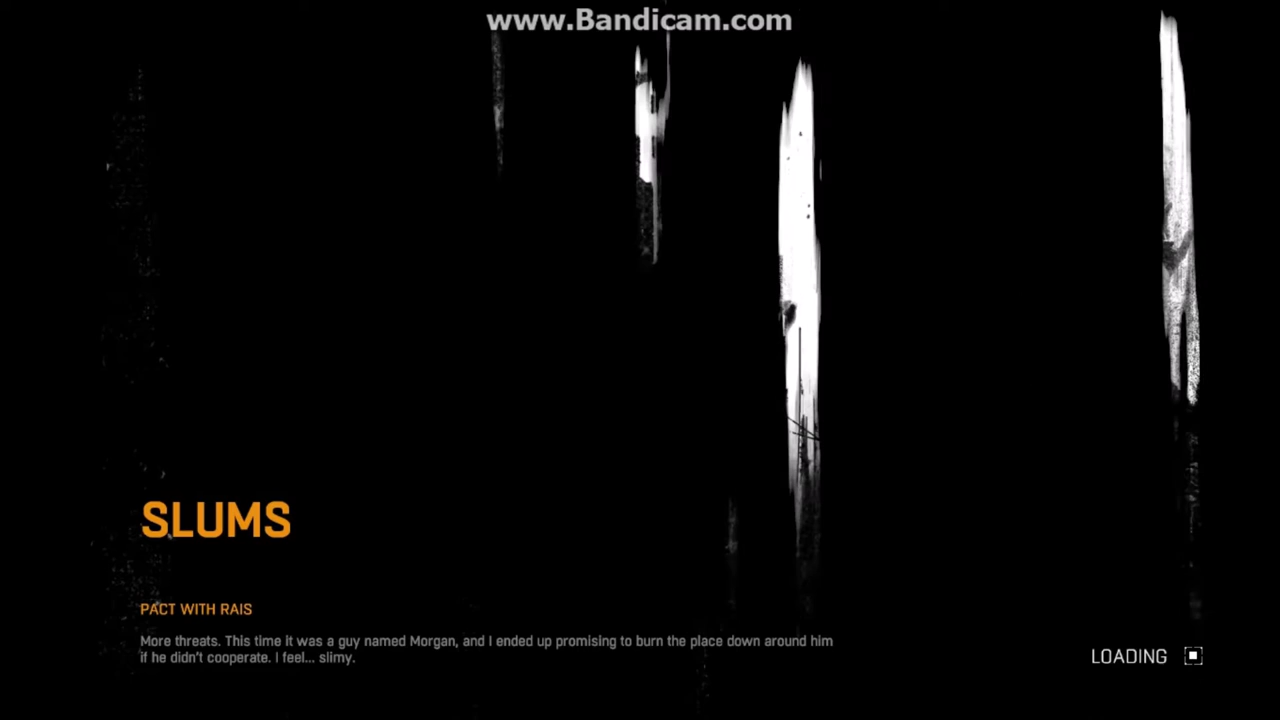 www.Bandicam.com
SLUMS
PACT WITH RAIS
More threats. This time it was a guy named Morgan, and I ended up promising to burn the place down around him
if he didn't cooperate. I feel... slimy.
LOADING